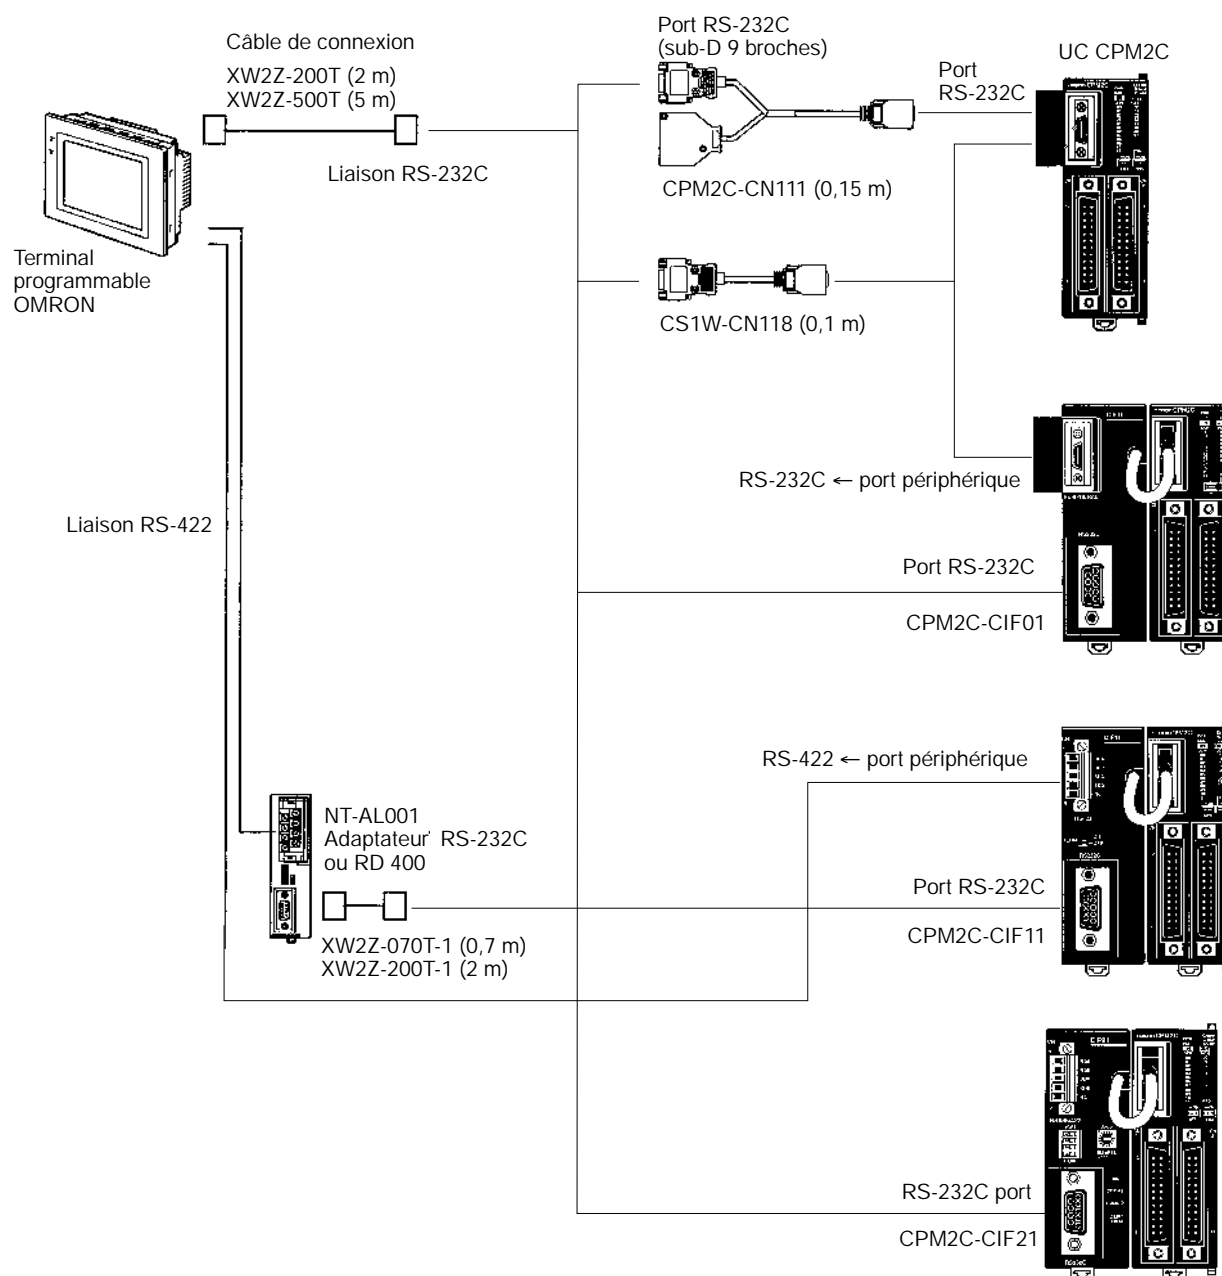 Câble de connexion
XW2Z-200T (2 m)
XW2Z-500T (5 m)
Liaison RS-232C
Port RS-232C
(sub-D 9 broches)
Port
RS-232C
UC CPM2C
CPM2C-CN111 (0,15 m)
Terminal
programmable
OMRON
CS1W-CN118 (0,1 m)
RS-232C ← port périphérique
Liaison RS-422
Port RS-232C
CPM2C-CIF01
RS-422 ← port périphérique
NT-AL001
Adaptateur RS-232C
ou RD 400
Port RS-232C
CPM2C-CIF11
XW2Z-070T-1 (0,7 m)
XW2Z-200T-1 (2 m)
RS-232C port
CPM2C-CIF21